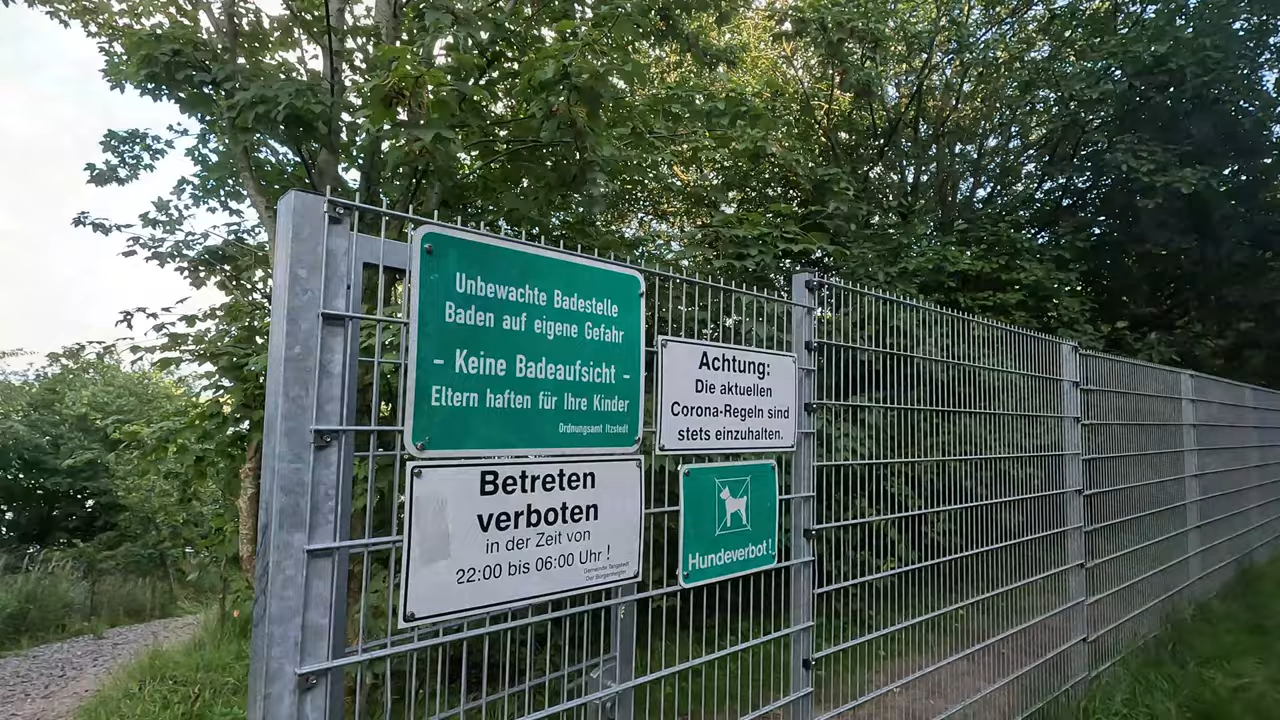 Unbewachte Badestelle
Baden auf eigene Gefahr
- Keine Badeaufsicht -
Eltern haften für Ihre Kinder
Ordnungsamt Itzstedt
Achtung:
Die aktuellen
Corona-Regeln sind
stets einzuhalten.
Betreten
verboten
in der Zeit von
22:00 bis 06:00 Uhr !
Gemeinde Tangstedt
Der Bürgermeister
Hundeverbot!